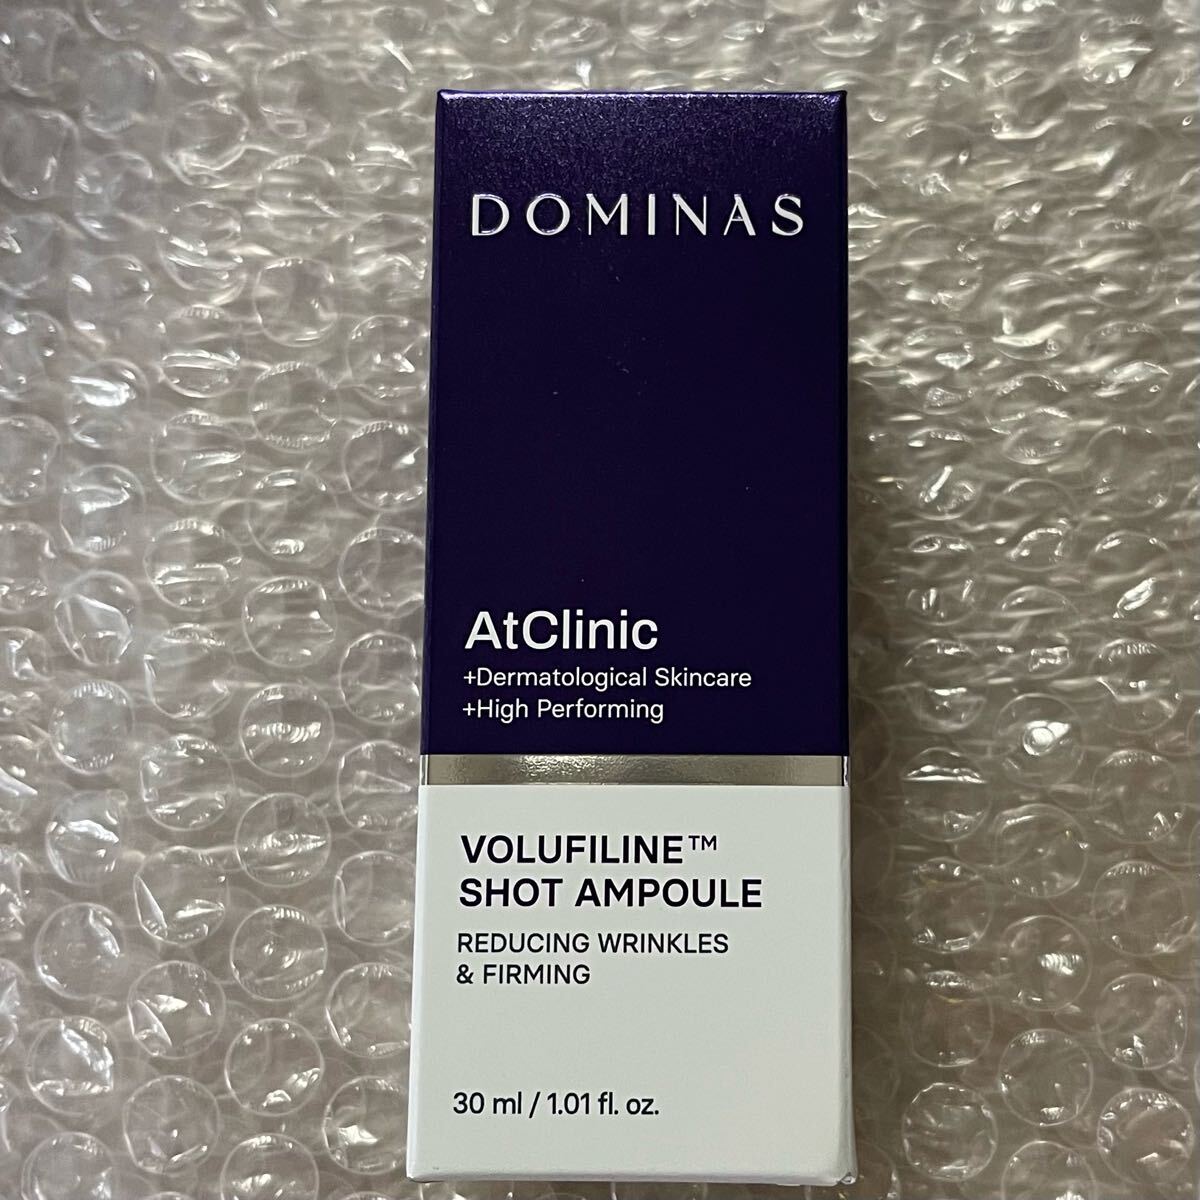 DOMINAS
AtClinic
+Dermatological Skincare
+High Performing
VOLUFILINE™
SHOT AMPOULE
REDUCING WRINKLES
& FIRMING
30 ml / 1.01 fl. oz.